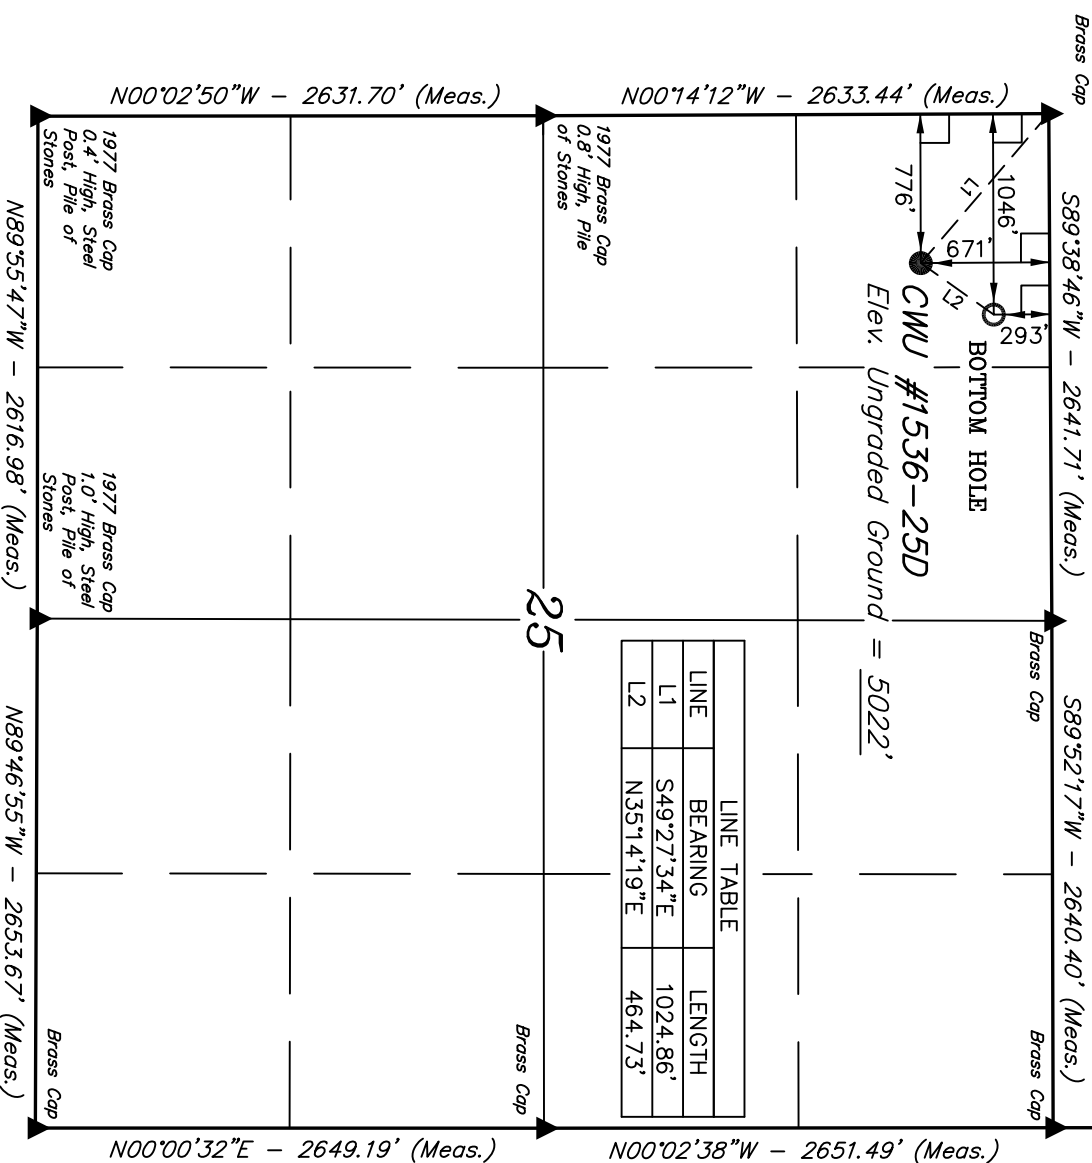 Brass Cap
S89°38'46"W - 2641.71' (Meas.)
S89°52'17"W - 2640.40' (Meas.)
Brass Cap
Brass Cap
N00°14'12"W - 2633.44' (Meas.)
N00°02'50"W - 2631.70' (Meas.)
1046'
L1
776'
671'
L2
293'
BOTTOM HOLE
CWU #1536-25D
Elev. Ungraded Ground = 5022'
LINE TABLE
LINE BEARING LENGTH
L1 S49°27'34"E 1024.86'
L2 N35°14'19"E 464.73'
1977 Brass Cap
0.8' High, Pile
of Stones
25
Brass Cap
N00°02'38"W - 2651.49' (Meas.)
N00°00'32"E - 2649.19' (Meas.)
1977 Brass Cap
0.4' High, Steel
Post, Pile of
Stones
1977 Brass Cap
1.0' High, Steel
Post, Pile of
Stones
Brass Cap
N89°55'47"W - 2616.98' (Meas.)
N89°46'55"W - 2653.67' (Meas.)